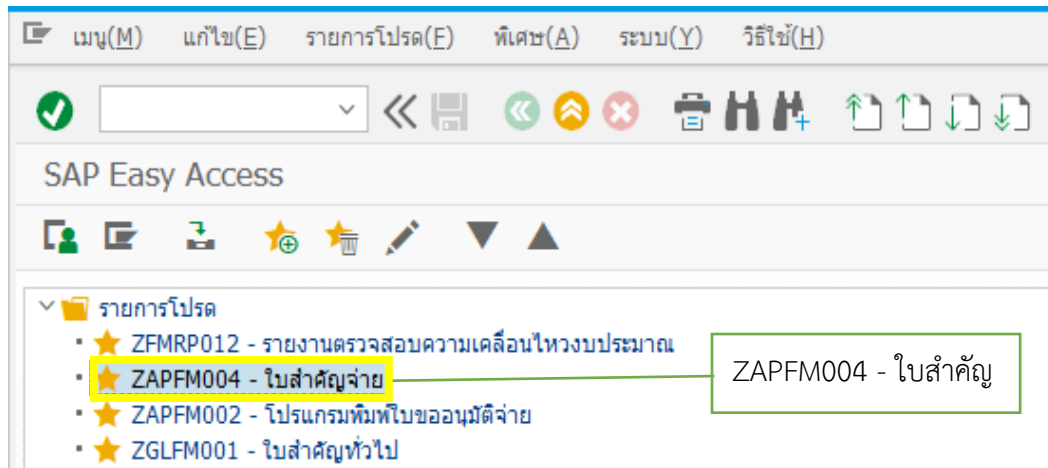 เมนู(M) แก้ไข(E) รายการโปรด(F) พิเศษ(A) ระบบ(Y) วิธีใช้(H)
SAP Easy Access
รายการโปรด
ZFMRP012 - รายงานตรวจสอบความเคลื่อนไหวงบประมาณ
ZAPFM004 - ใบสำคัญจ่าย
ZAPFM004 - ใบสำคัญ
ZAPFM002 - โปรแกรมพิมพ์ใบขออนุมัติจ่าย
ZGLFM001 - ใบสำคัญทั่วไป